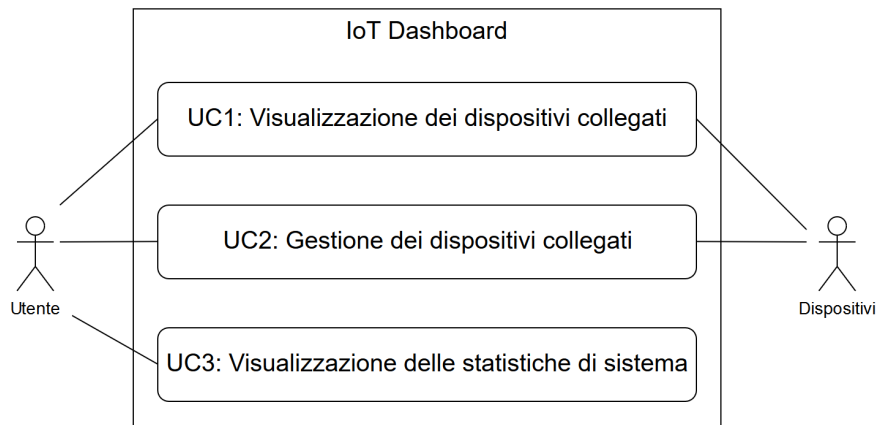 IoT Dashboard
UC1: Visualizzazione dei dispositivi collegati
UC2: Gestione dei dispositivi collegati
Utente
Dispositivi
UC3: Visualizzazione delle statistiche di sistema